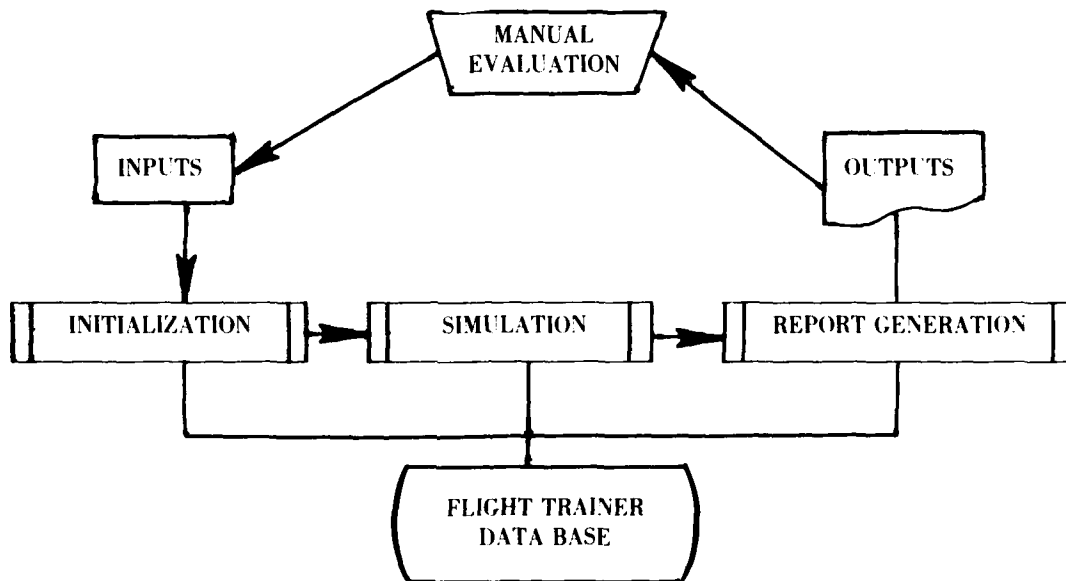 MANUAL
EVALUATION
INPUTS
OUTPUTS
INITIALIZATION
SIMULATION
REPORT GENERATION
FLIGHT TRAINER
DATA BASE